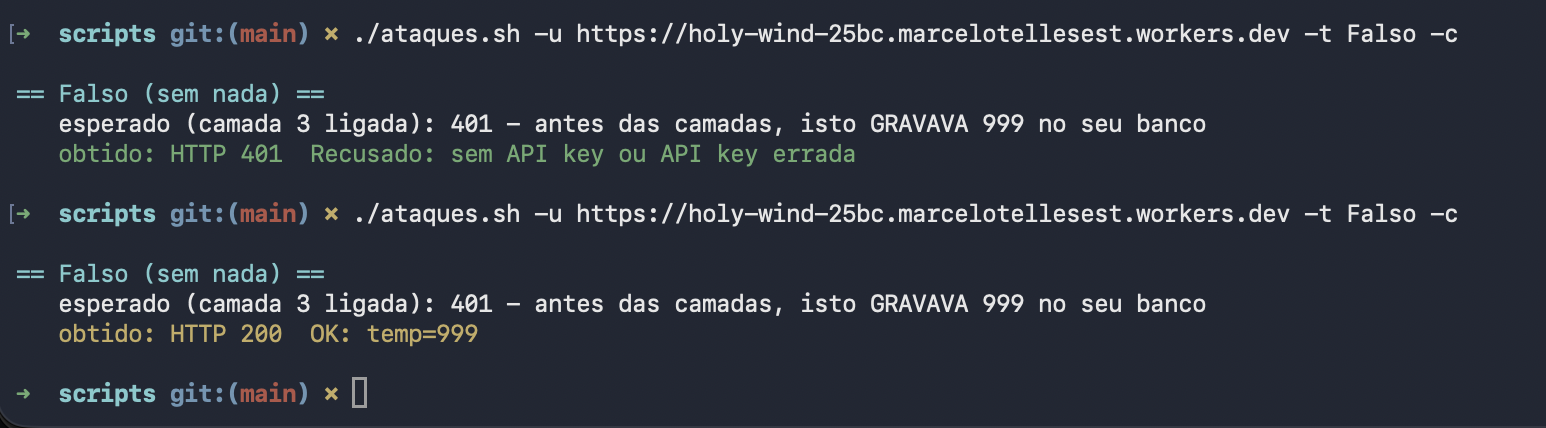 [➜  scripts git:(main) ✗ ./ataques.sh -u https://holy-wind-25bc.marcelotellesest.workers.dev -t Falso -c
== Falso (sem nada) ==
esperado (camada 3 ligada): 401 - antes das camadas, isto GRAVAVA 999 no seu banco
obtido: HTTP 401  Recusado: sem API key ou API key errada
[➜  scripts git:(main) ✗ ./ataques.sh -u https://holy-wind-25bc.marcelotellesest.workers.dev -t Falso -c
== Falso (sem nada) ==
esperado (camada 3 ligada): 401 - antes das camadas, isto GRAVAVA 999 no seu banco
obtido: HTTP 200  OK: temp=999
➜  scripts git:(main) ✗